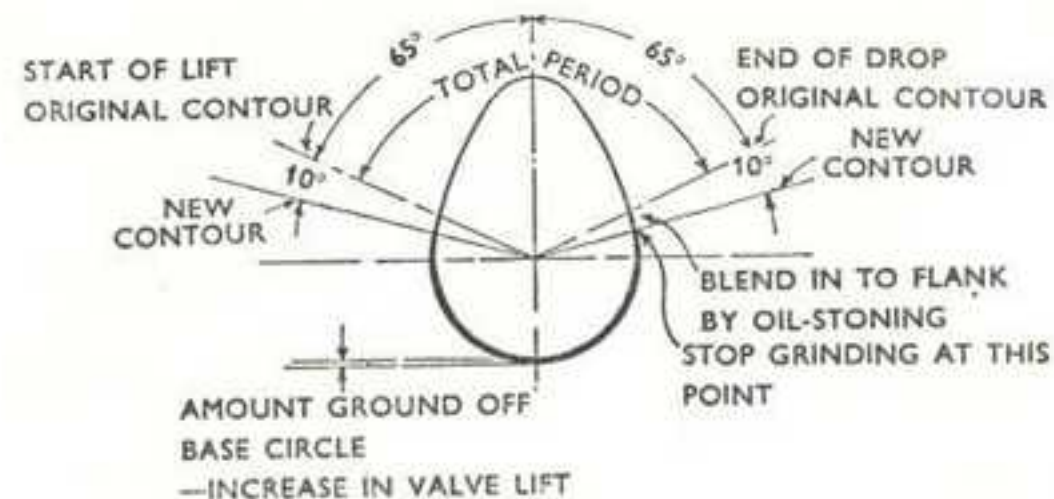 65°
65°
TOTAL PERIOD
START OF LIFT
ORIGINAL CONTOUR
END OF DROP
ORIGINAL CONTOUR
10°
10°
NEW
CONTOUR
NEW
CONTOUR
BLEND IN TO FLANK
BY OIL-STONING
STOP GRINDING AT THIS
POINT
AMOUNT GROUND OFF
BASE CIRCLE
—INCREASE IN VALVE LIFT